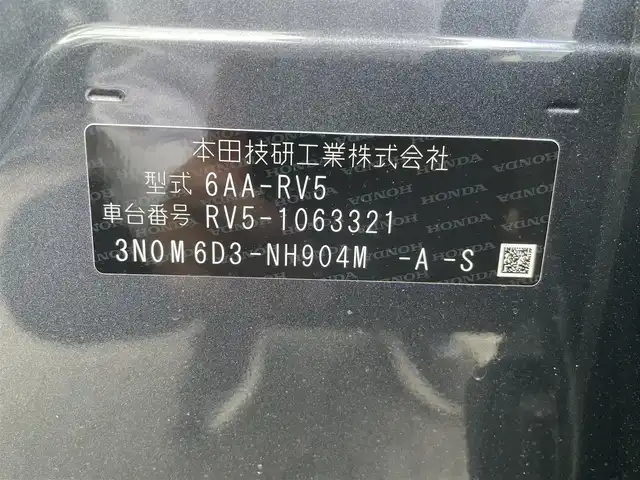 本田技研工業株式会社
型式 6AA-RV5
車台番号 RV5-1063321
3N0M6D3-NH904M -A-S